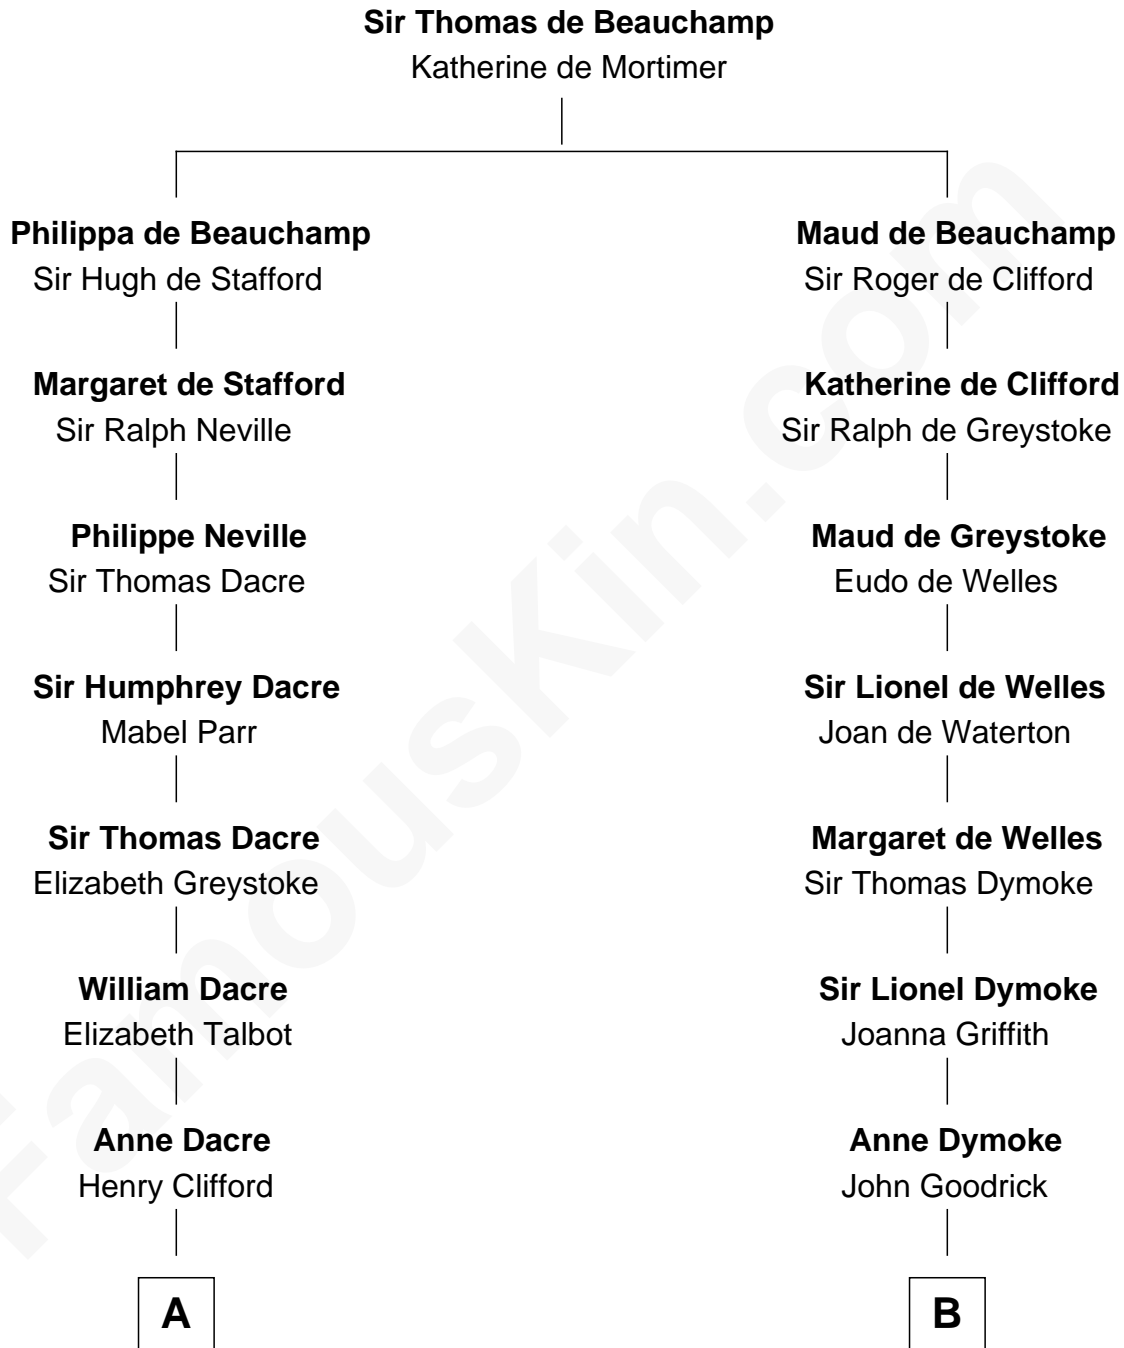 Sir Thomas de Beauchamp
Katherine de Mortimer
Philippa de Beauchamp
Sir Hugh de Stafford
Margaret de Stafford
Sir Ralph Neville
Philippe Neville
Sir Thomas Dacre
Sir Humphrey Dacre
Mabel Parr
Sir Thomas Dacre
Elizabeth Greystoke
William Dacre
Elizabeth Talbot
Anne Dacre
Henry Clifford
A
Maud de Beauchamp
Sir Roger de Clifford
Katherine de Clifford
Sir Ralph de Greystoke
Maud de Greystoke
Eudo de Welles
Sir Lionel de Welles
Joan de Waterton
Margaret de Welles
Sir Thomas Dymoke
Sir Lionel Dymoke
Joanna Griffith
Anne Dymoke
John Goodrick
B
FamousKin.com